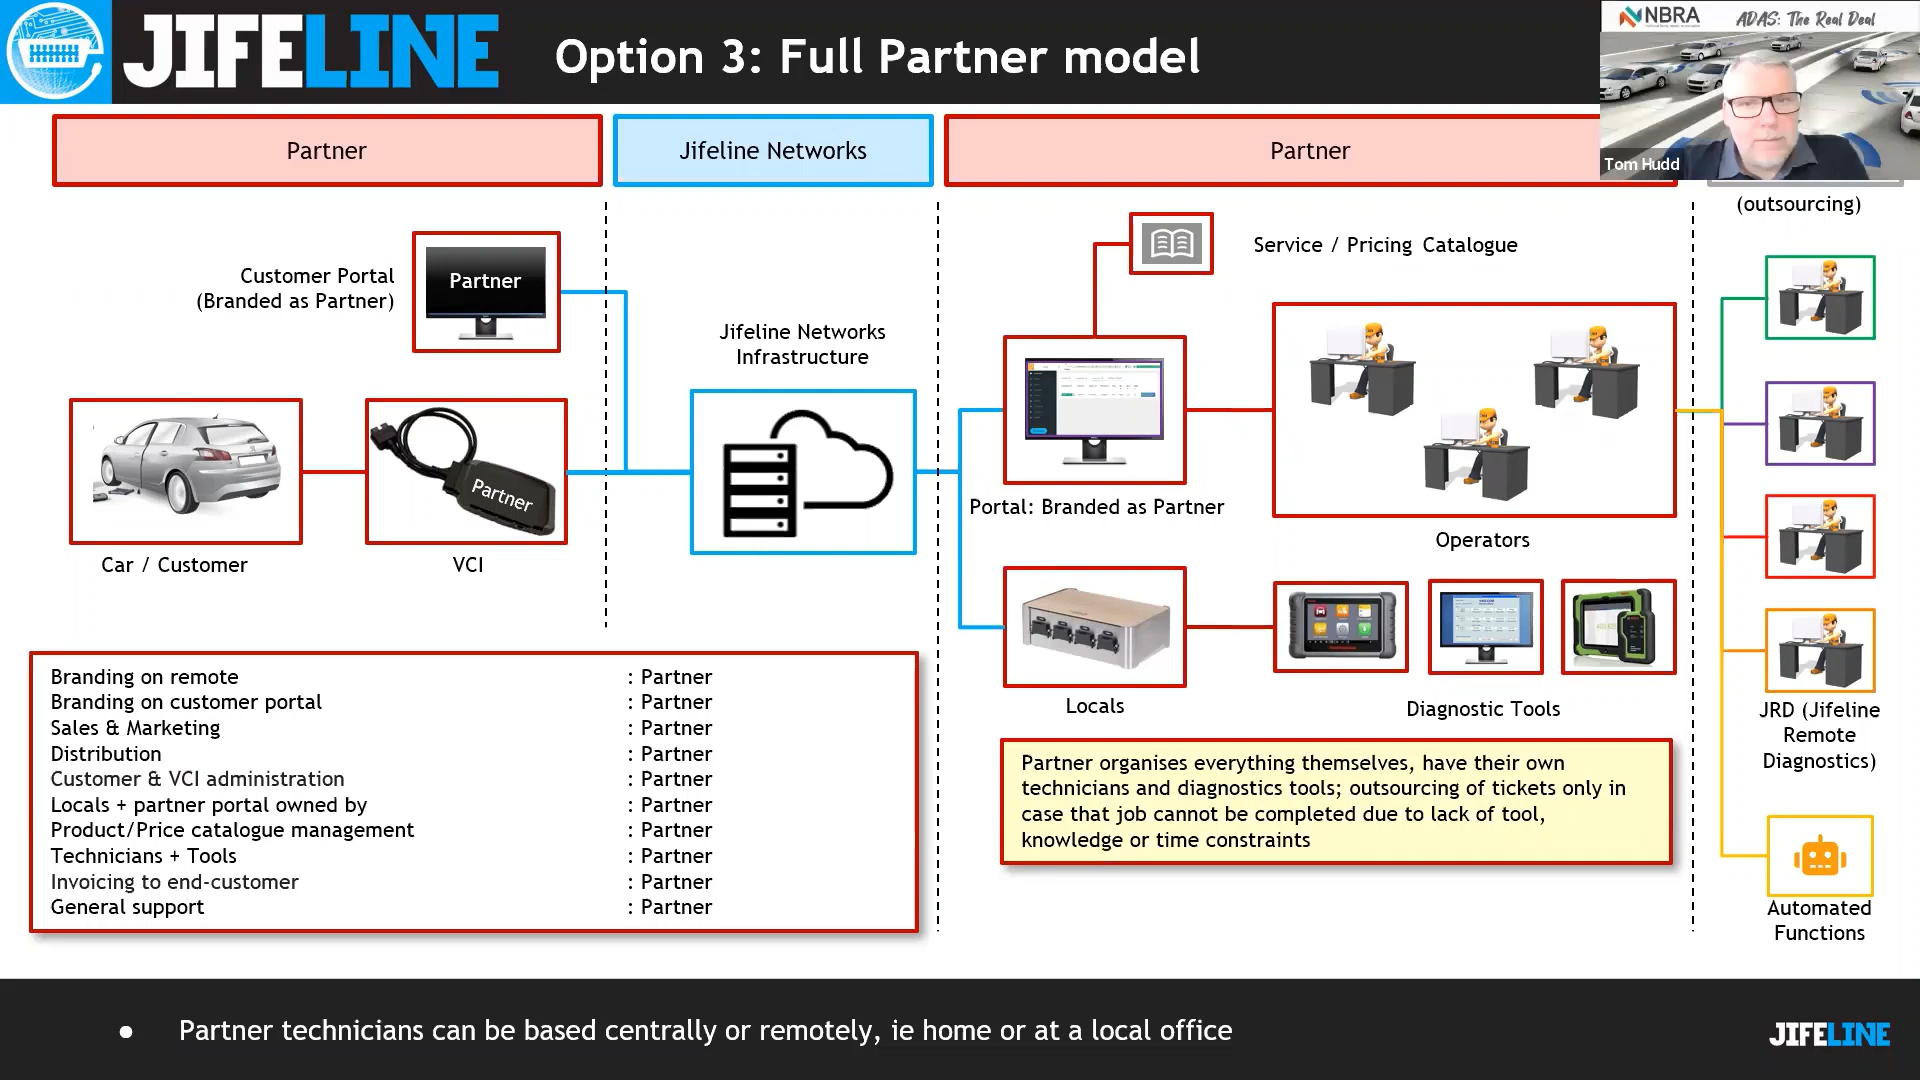 JIFELINE
Option 3: Full Partner model
NBRA
ADAS: The Real Deal
Tom Hudd
Partner
Jifeline Networks
Partner
(outsourcing)
Customer Portal
(Branded as Partner)
Partner
Service / Pricing Catalogue
Jifeline Networks
Infrastructure
Partner
Car / Customer
VCI
Portal: Branded as Partner
Operators
Locals
Diagnostic Tools
JRD (Jifeline
Remote
Diagnostics)
Automated
Functions
Branding on remote : Partner
Branding on customer portal : Partner
Sales & Marketing : Partner
Distribution : Partner
Customer & VCI administration : Partner
Locals + partner portal owned by : Partner
Product/Price catalogue management : Partner
Technicians + Tools : Partner
Invoicing to end-customer : Partner
General support : Partner
Partner organises everything themselves, have their own
technicians and diagnostics tools; outsourcing of tickets only in
case that job cannot be completed due to lack of tool,
knowledge or time constraints
● Partner technicians can be based centrally or remotely, ie home or at a local office
JIFELINE